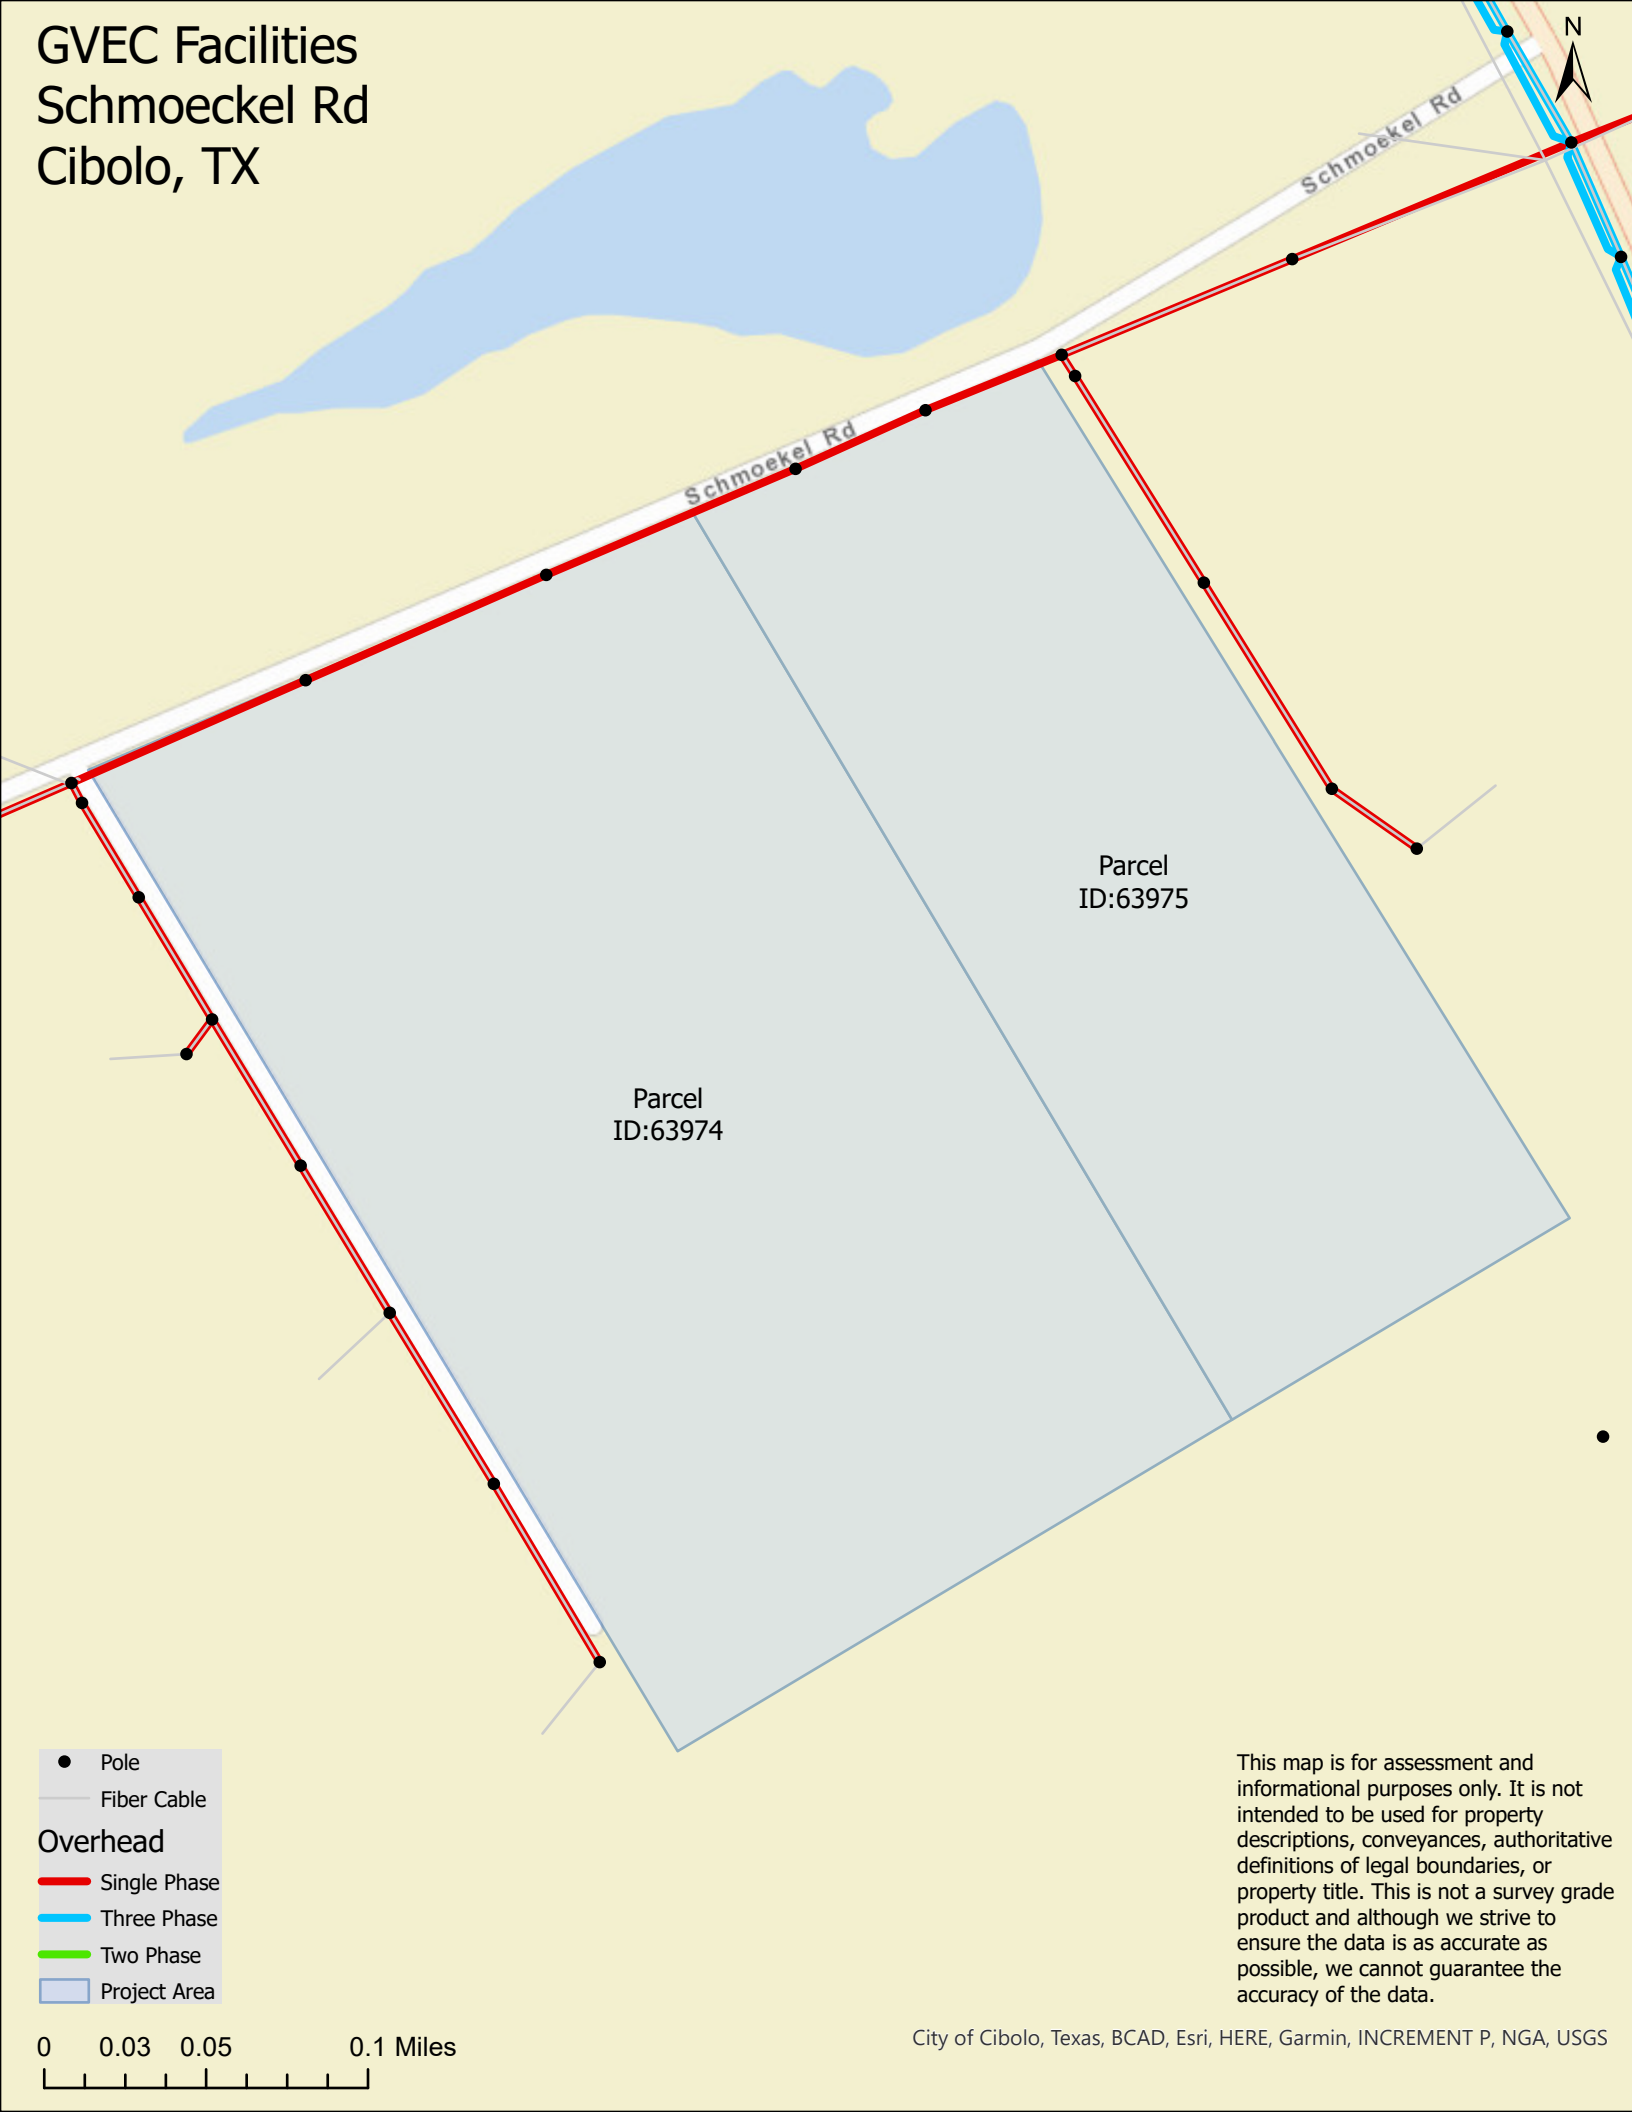 GVEC Facilities
Schmoeckel Rd
Cibolo, TX
N
Schmoekel Rd
Schmoekel Rd
Parcel
ID:63975
Parcel
ID:63974
Pole
Fiber Cable
Overhead
Single Phase
Three Phase
Two Phase
Project Area
0 0.03 0.05 0.1 Miles
This map is for assessment and
informational purposes only. It is not
intended to be used for property
descriptions, conveyances, authoritative
definitions of legal boundaries, or
property title. This is not a survey grade
product and although we strive to
ensure the data is as accurate as
possible, we cannot guarantee the
accuracy of the data.
City of Cibolo, Texas, BCAD, Esri, HERE, Garmin, INCREMENT P, NGA, USGS